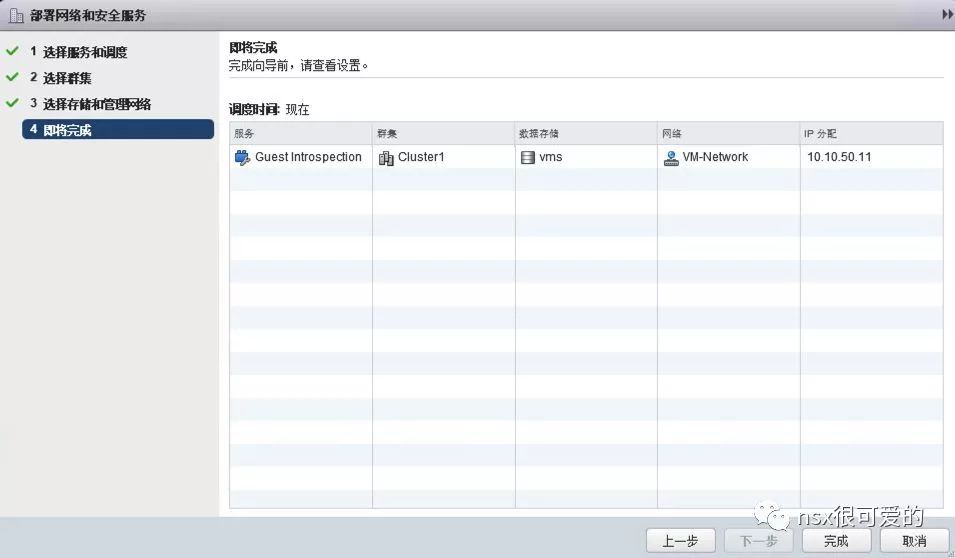 部署网络和安全服务
1 选择服务和调度
2 选择群集
3 选择存储和管理网络
4 即将完成
即将完成
完成向导前，请查看设置。
调度时间: 现在
服务 群集 数据存储 网络 IP 分配
Guest Introspection Cluster1 vms VM-Network 10.10.50.11
nsx很可爱的
上一步 下一步 完成 取消